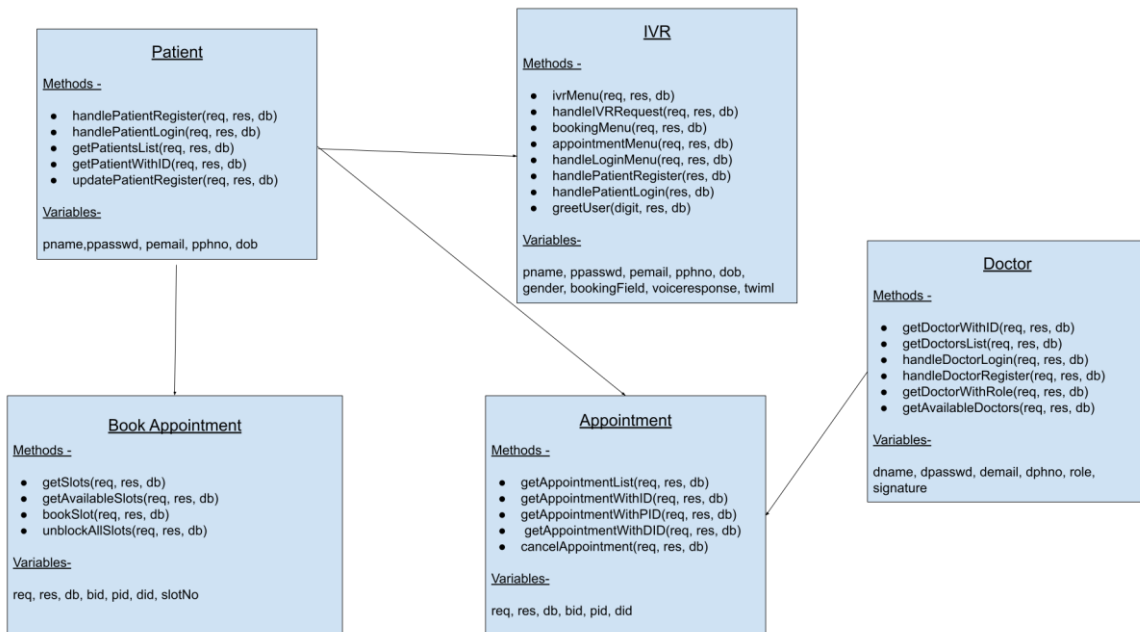 Patient
Methods -
● handlePatientRegister(req, res, db)
● handlePatientLogin(req, res, db)
● getPatientsList(req, res, db)
● getPatientWithID(req, res, db)
● updatePatientRegister(req, res, db)
Variables-
pname,ppasswd, pemail, pphno, dob
IVR
Methods -
● ivrMenu(req, res, db)
● handleIVRRequest(req, res, db)
● bookingMenu(req, res, db)
● appointmentMenu(req, res, db)
● handleLoginMenu(req, res, db)
● handlePatientRegister(res, db)
● handlePatientLogin(res, db)
● greetUser(digit, res, db)
Variables-
pname, ppasswd, pemail, pphno, dob,
gender, bookingField, voiceresponse, twiml
Doctor
Methods -
● getDoctorWithID(req, res, db)
● getDoctorsList(req, res, db)
● handleDoctorLogin(req, res, db)
● handleDoctorRegister(req, res, db)
● getDoctorWithRole(req, res, db)
● getAvailableDoctors(req, res, db)
Variables-
dname, dpasswd, demail, dphno, role,
signature
Book Appointment
Methods -
● getSlots(req, res, db)
● getAvailableSlots(req, res, db)
● bookSlot(req, res, db)
● unblockAllSlots(req, res, db)
Variables-
req, res, db, bid, pid, did, slotNo
Appointment
Methods -
● getAppointmentList(req, res, db)
● getAppointmentWithID(req, res, db)
● getAppointmentWithPID(req, res, db)
● getAppointmentWithDID(req, res, db)
● cancelAppointment(req, res, db)
Variables-
req, res, db, bid, pid, did